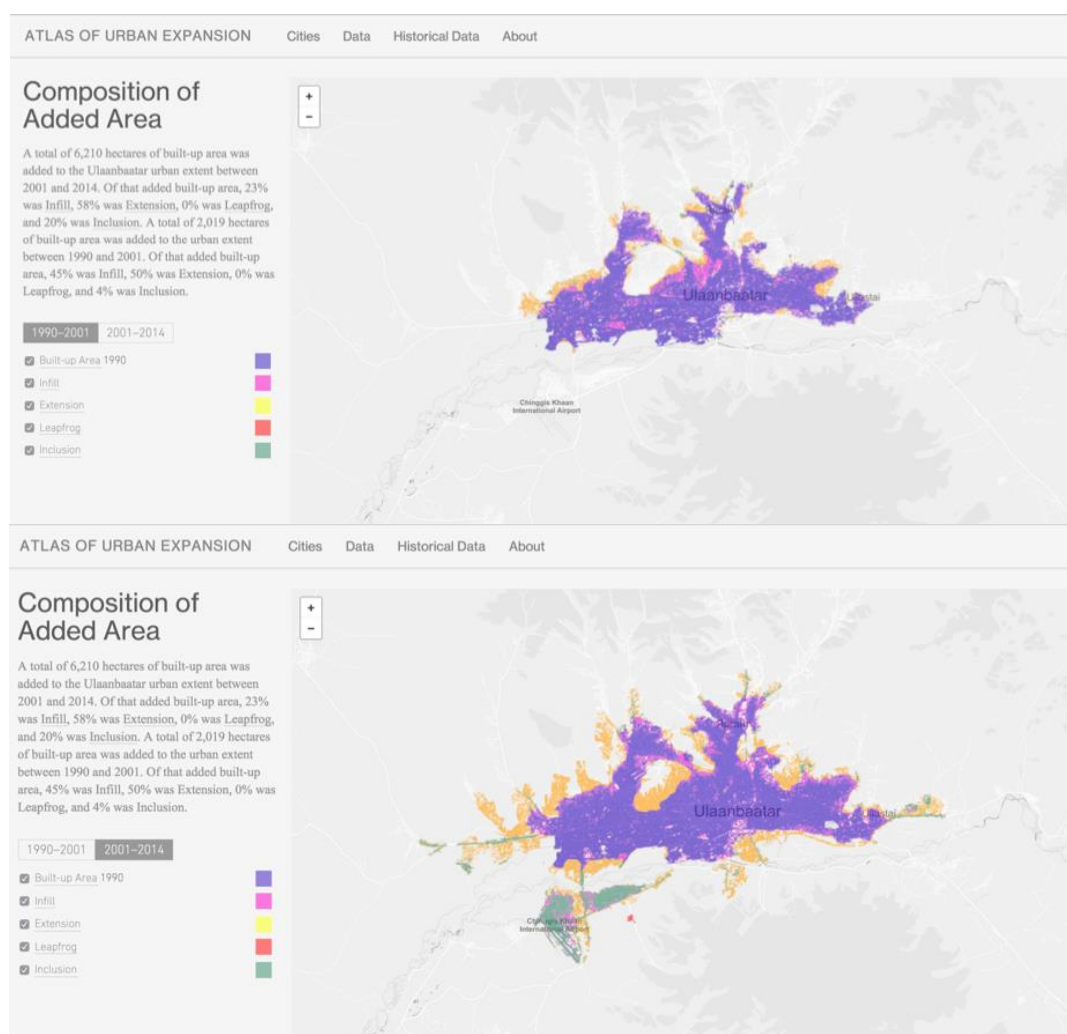 ATLAS OF URBAN EXPANSION Cities Data Historical Data About
Composition of
Added Area
A total of 6,210 hectares of built-up area was
added to the Ulaanbaatar urban extent between
2001 and 2014. Of that added built-up area, 23%
was Infill, 58% was Extension, 0% was Leapfrog,
and 20% was Inclusion. A total of 2,019 hectares
of built-up area was added to the urban extent
between 1990 and 2001. Of that added built-up
area, 45% was Infill, 50% was Extension, 0% was
Leapfrog, and 4% was Inclusion.
1990–2001 2001–2014
Built-up Area 1990
Infill
Extension
Leapfrog
Inclusion
+
−
Ulaanbaatar
Chinggis Khaan
International Airport
ATLAS OF URBAN EXPANSION Cities Data Historical Data About
Composition of
Added Area
A total of 6,210 hectares of built-up area was
added to the Ulaanbaatar urban extent between
2001 and 2014. Of that added built-up area, 23%
was Infill, 58% was Extension, 0% was Leapfrog,
and 20% was Inclusion. A total of 2,019 hectares
of built-up area was added to the urban extent
between 1990 and 2001. Of that added built-up
area, 45% was Infill, 50% was Extension, 0% was
Leapfrog, and 4% was Inclusion.
1990–2001 2001–2014
Built-up Area 1990
Infill
Extension
Leapfrog
Inclusion
+
−
Ulaanbaatar
Chinggis Khaan
International Airport